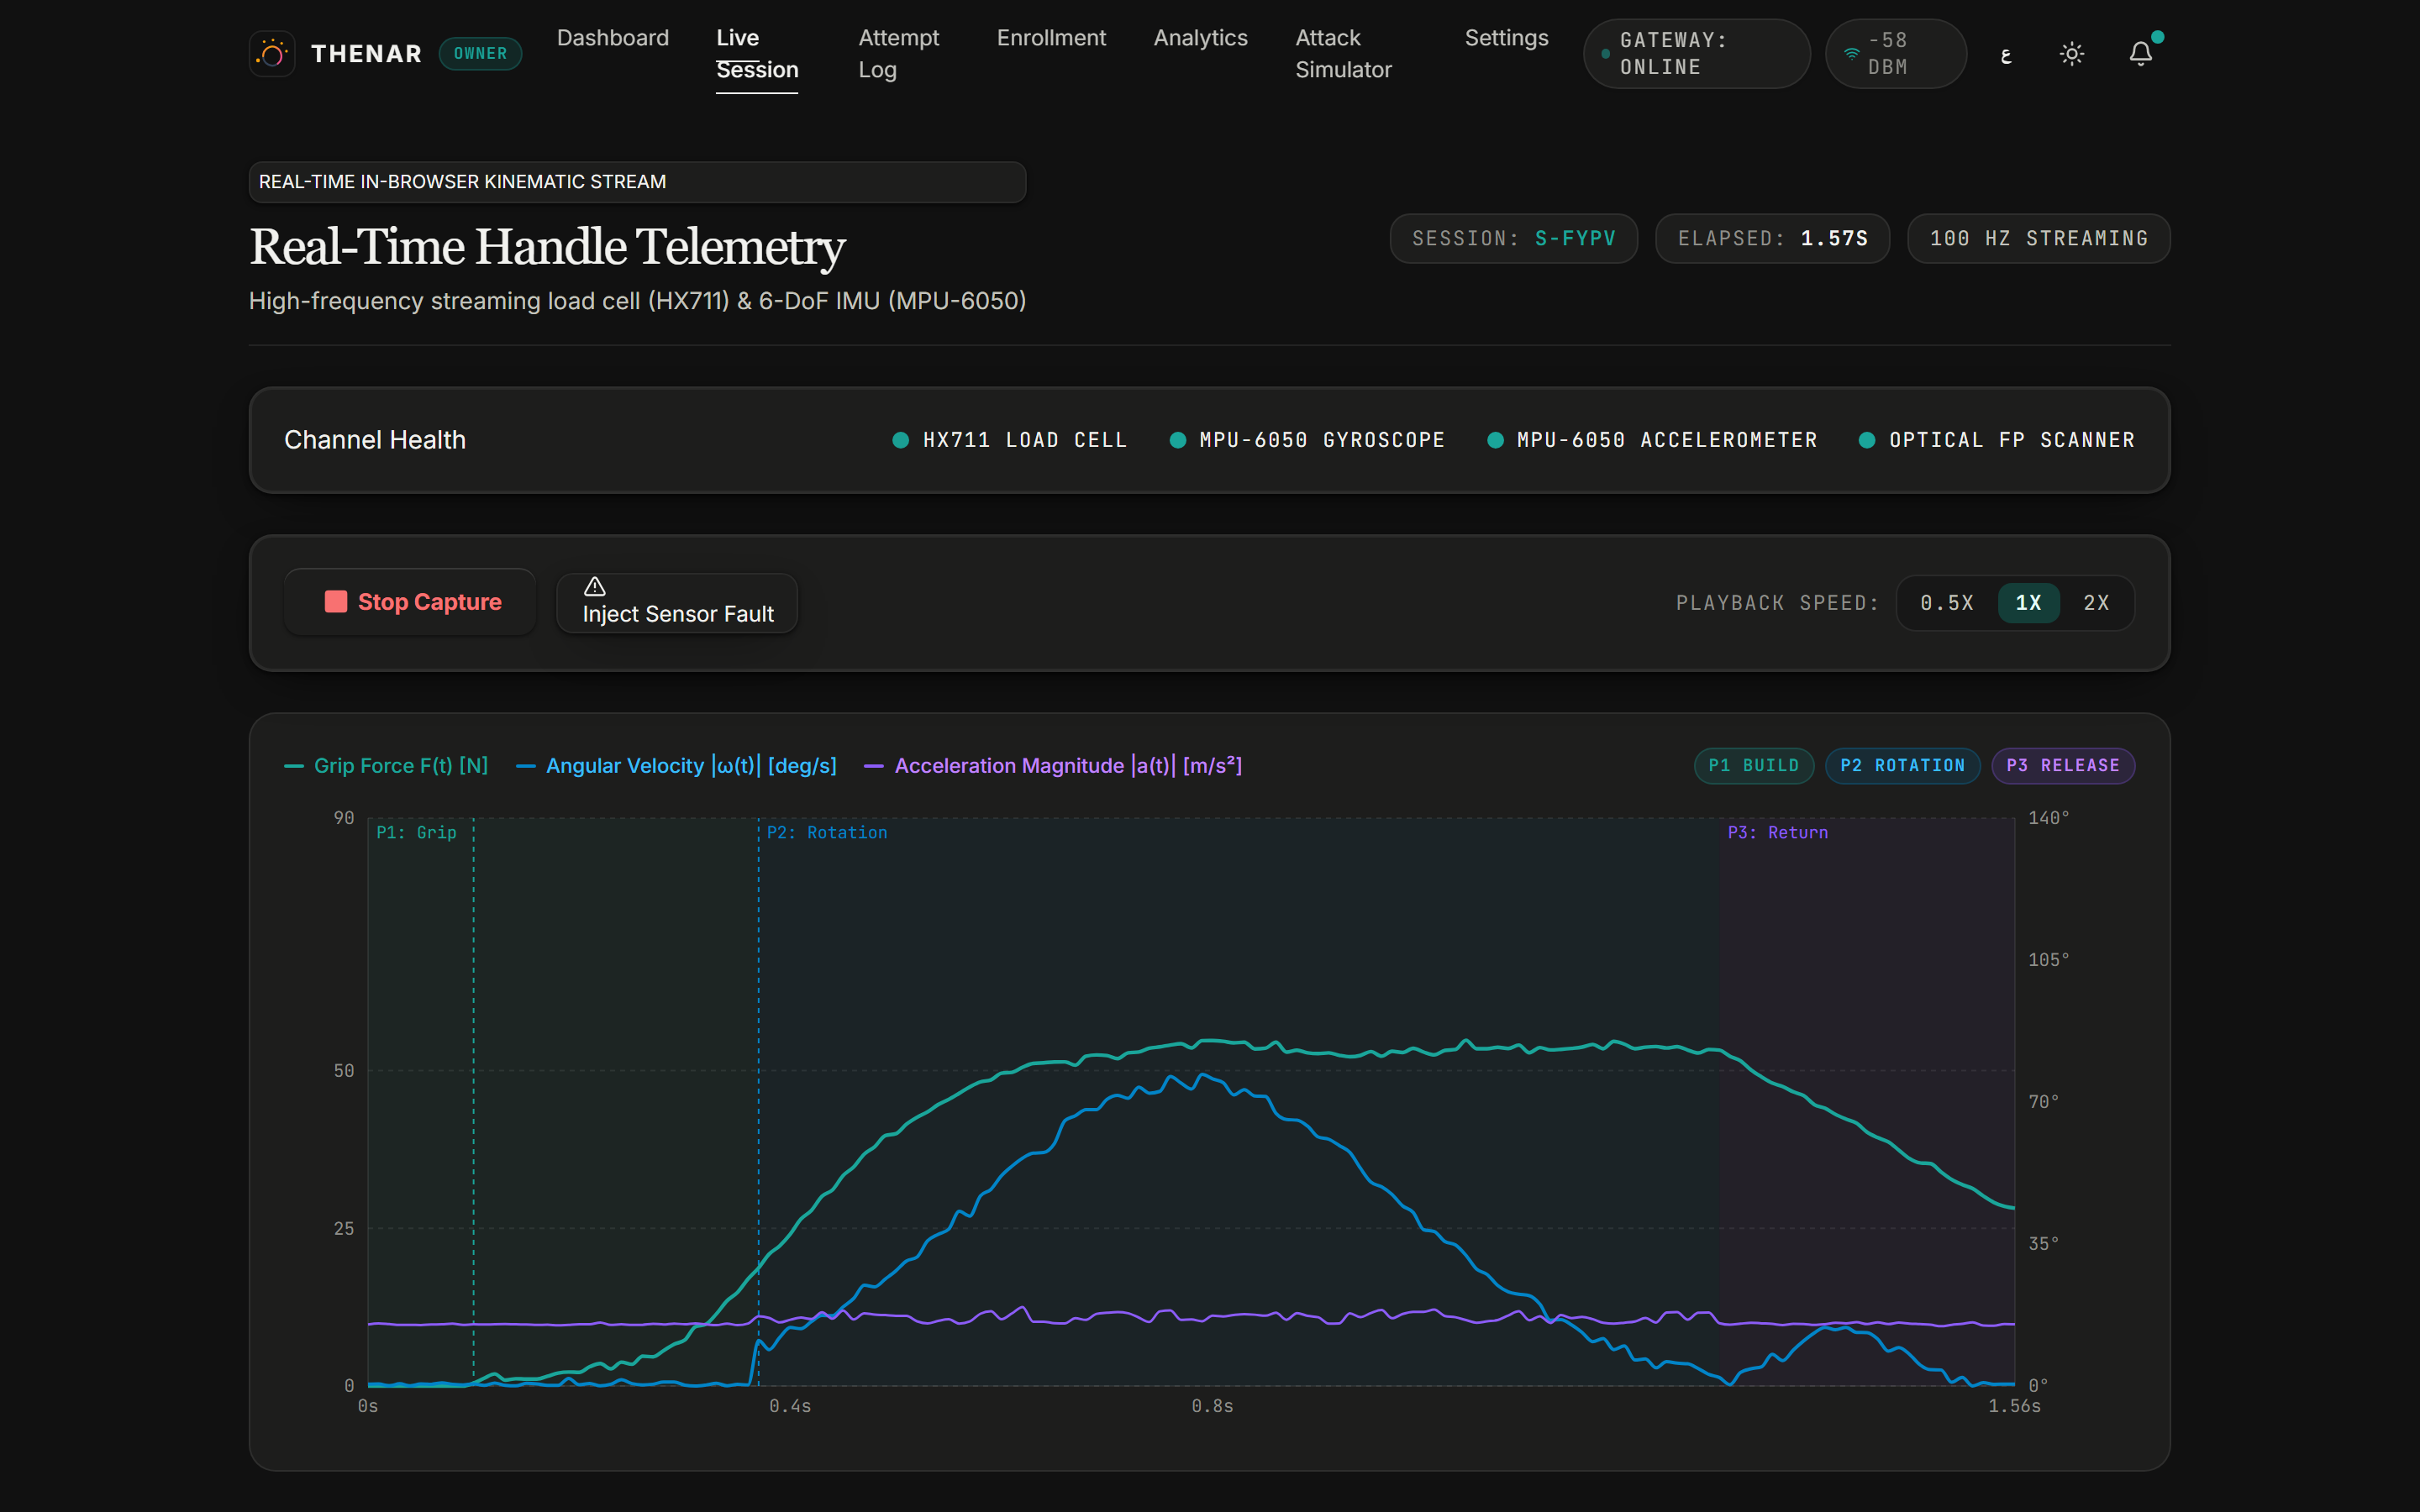 THENAR OWNER Dashboard Live Session Attempt Log Enrollment Analytics Attack Simulator Settings GATEWAY: ONLINE -58 DBM ع
REAL-TIME IN-BROWSER KINEMATIC STREAM
Real-Time Handle Telemetry
SESSION: S-FYPV ELAPSED: 1.57S 100 HZ STREAMING
High-frequency streaming load cell (HX711) & 6-DoF IMU (MPU-6050)
Channel Health HX711 LOAD CELL MPU-6050 GYROSCOPE MPU-6050 ACCELEROMETER OPTICAL FP SCANNER
Stop Capture Inject Sensor Fault PLAYBACK SPEED: 0.5X 1X 2X
Grip Force F(t) [N] Angular Velocity |ω(t)| [deg/s] Acceleration Magnitude |a(t)| [m/s²] P1 BUILD P2 ROTATION P3 RELEASE
90 140°
P1: Grip P2: Rotation P3: Return
105°
50
70°
25
35°
0 0°
0s 0.4s 0.8s 1.56s